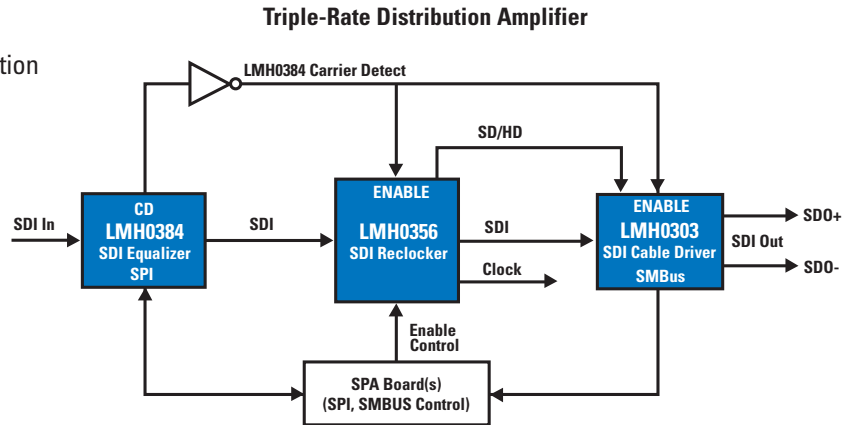 Triple-Rate Distribution Amplifier
tion
LMH0384 Carrier Detect
SD/HD
CD
LMH0384
SDI Equalizer
SPI
ENABLE
LMH0356
SDI Reclocker
ENABLE
LMH0303
SDI Cable Driver
SMBus
SDI In
SDI
SDI
Clock
SDO+
SDI Out
SDO-
Enable
Control
SPA Board(s)
(SPI, SMBUS Control)